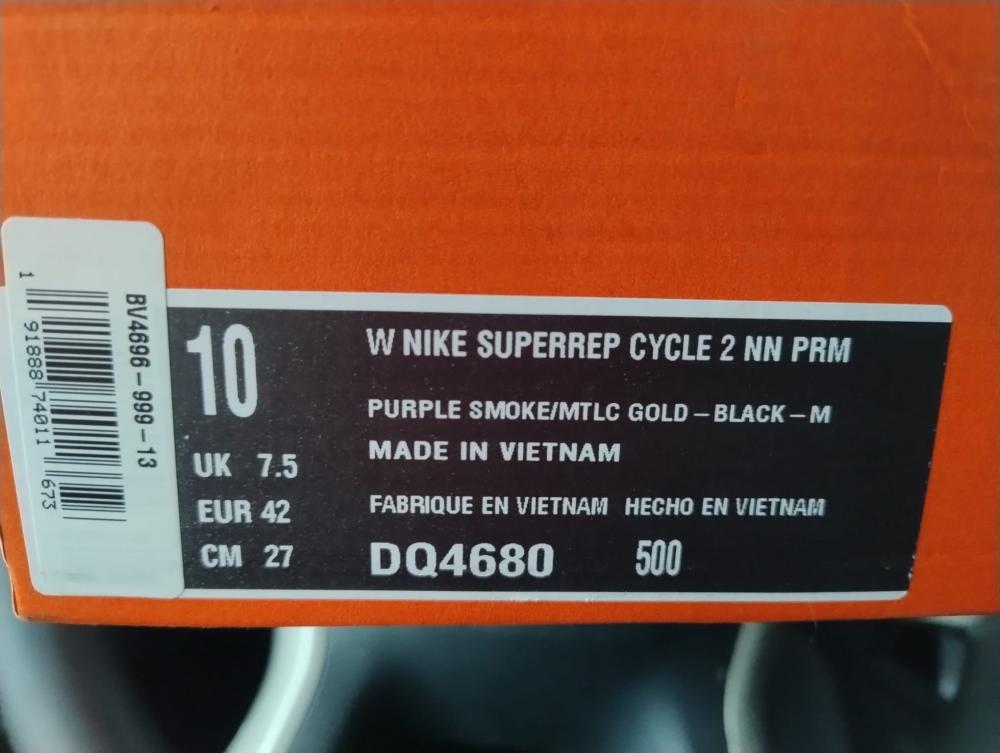 BV4696-999-13
1 91888 74011 673
10
UK 7.5
EUR 42
CM 27
W NIKE SUPERREP CYCLE 2 NN PRM
PURPLE SMOKE/MTLC GOLD-BLACK-M
MADE IN VIETNAM
FABRIQUE EN VIETNAM HECHO EN VIETNAM
DQ4680 500